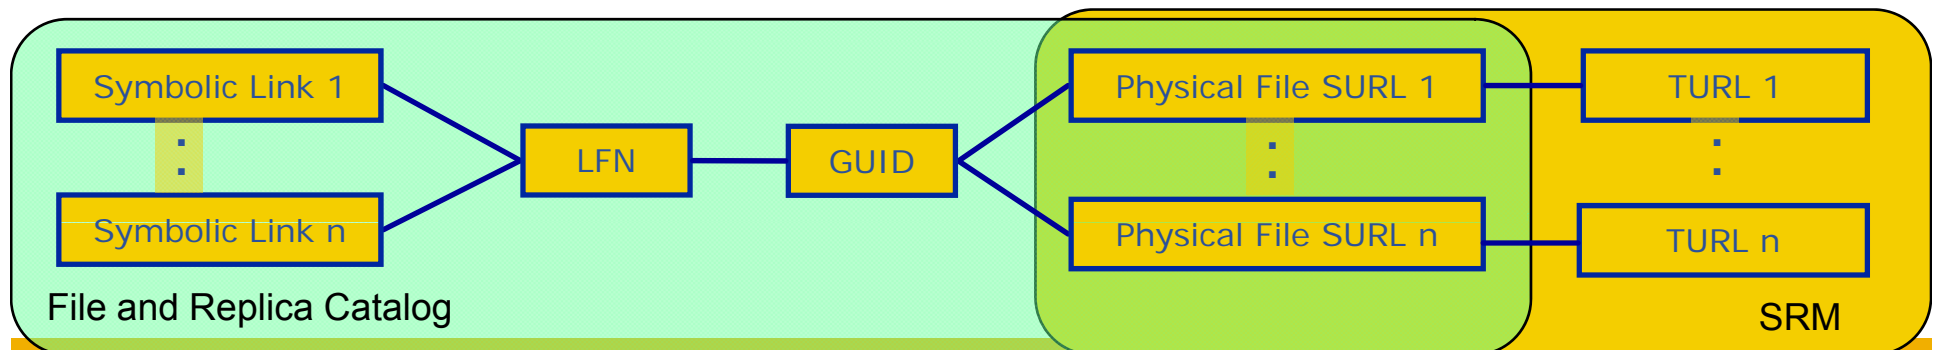 Symbolic Link 1
Physical File SURL 1
TURL 1
:
:
:
LFN
GUID
Symbolic Link n
Physical File SURL n
TURL n
File and Replica Catalog
SRM